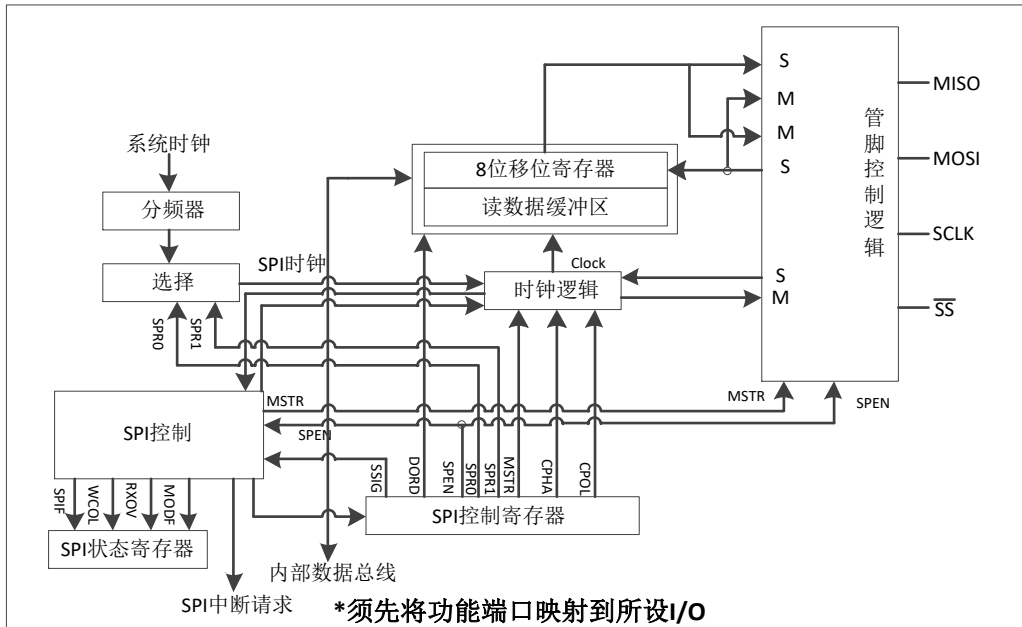 S
MISO
M
管脚控制逻辑
系统时钟
M
8位移位寄存器
S
MOSI
分频器
读数据缓冲区
SCLK
SPI时钟
Clock
选择
S
时钟逻辑
M
SS
SPR0
SPR1
MSTR
MSTR
SPEN
SPI控制
SPEN
SSIG
DORD
SPEN
SPR0
SPR1
MSTR
CPHA
CPOL
SPIF
WCOL
RXOV
MODF
SPI控制寄存器
SPI状态寄存器
内部数据总线
SPI中断请求
*须先将功能端口映射到所设I/O